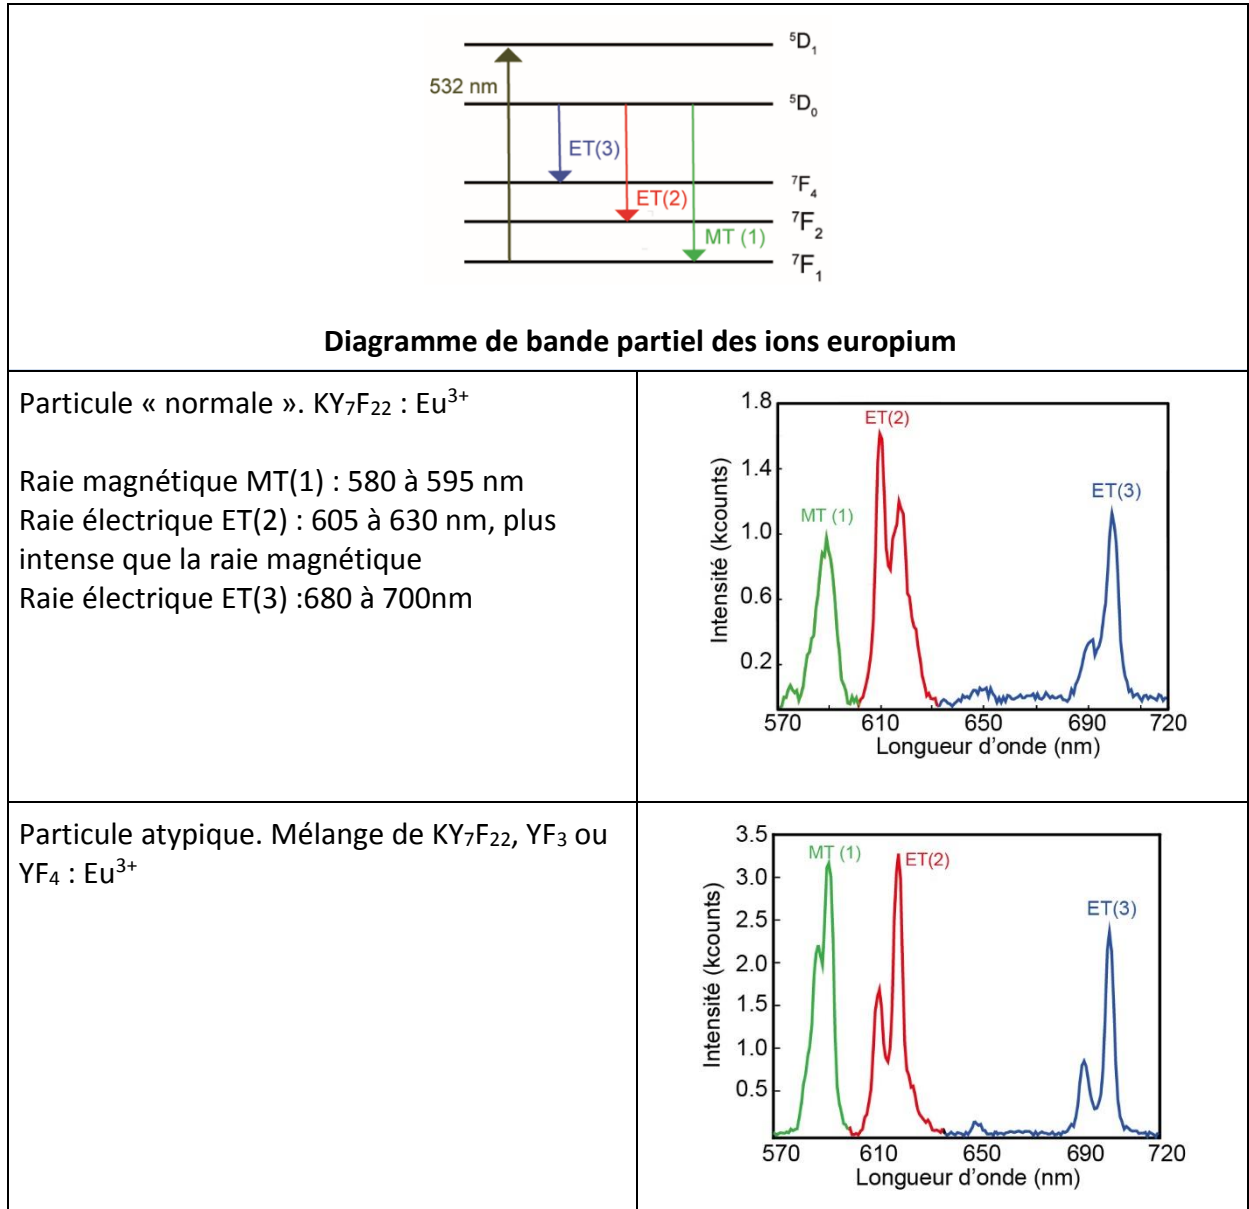 ⁵D₁
532 nm
⁵D₀
ET(3)
⁷F₄
ET(2)
⁷F₂
MT (1)
⁷F₁
Diagramme de bande partiel des ions europium
Particule « normale ». KY₇F₂₂ : Eu³⁺
Raie magnétique MT(1) : 580 à 595 nm
Raie électrique ET(2) : 605 à 630 nm, plus
intense que la raie magnétique
Raie électrique ET(3) :680 à 700nm
1.8
ET(2)
1.4
ET(3)
MT (1)
1.0
0.6
0.2
Intensité (kcounts)
570 610 650 690 720
Longueur d'onde (nm)
Particule atypique. Mélange de KY₇F₂₂, YF₃ ou
YF₄ : Eu³⁺
3.5
MT (1)
ET(2)
3.0
ET(3)
2.5
2.0
1.5
1.0
0.5
Intensité (kcounts)
570 610 650 690 720
Longueur d'onde (nm)